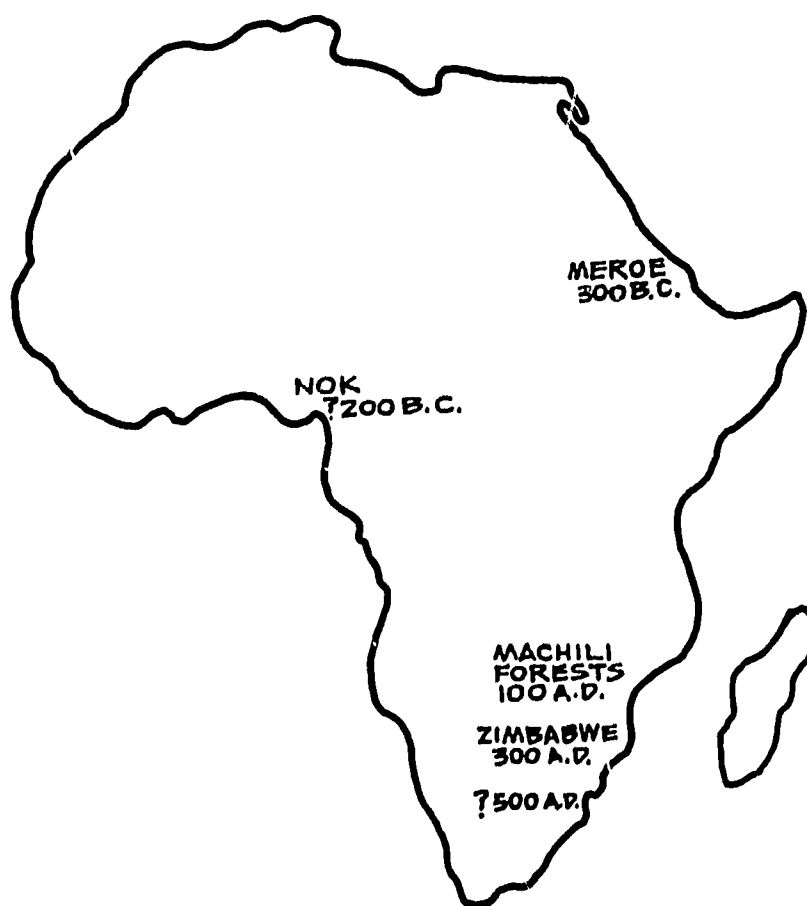 MEROE
300 B.C.
NOK
?200 B.C.
MACHILI
FORESTS
100 A.D.
ZIMBABWE
300 A.D.
?500 A.D.